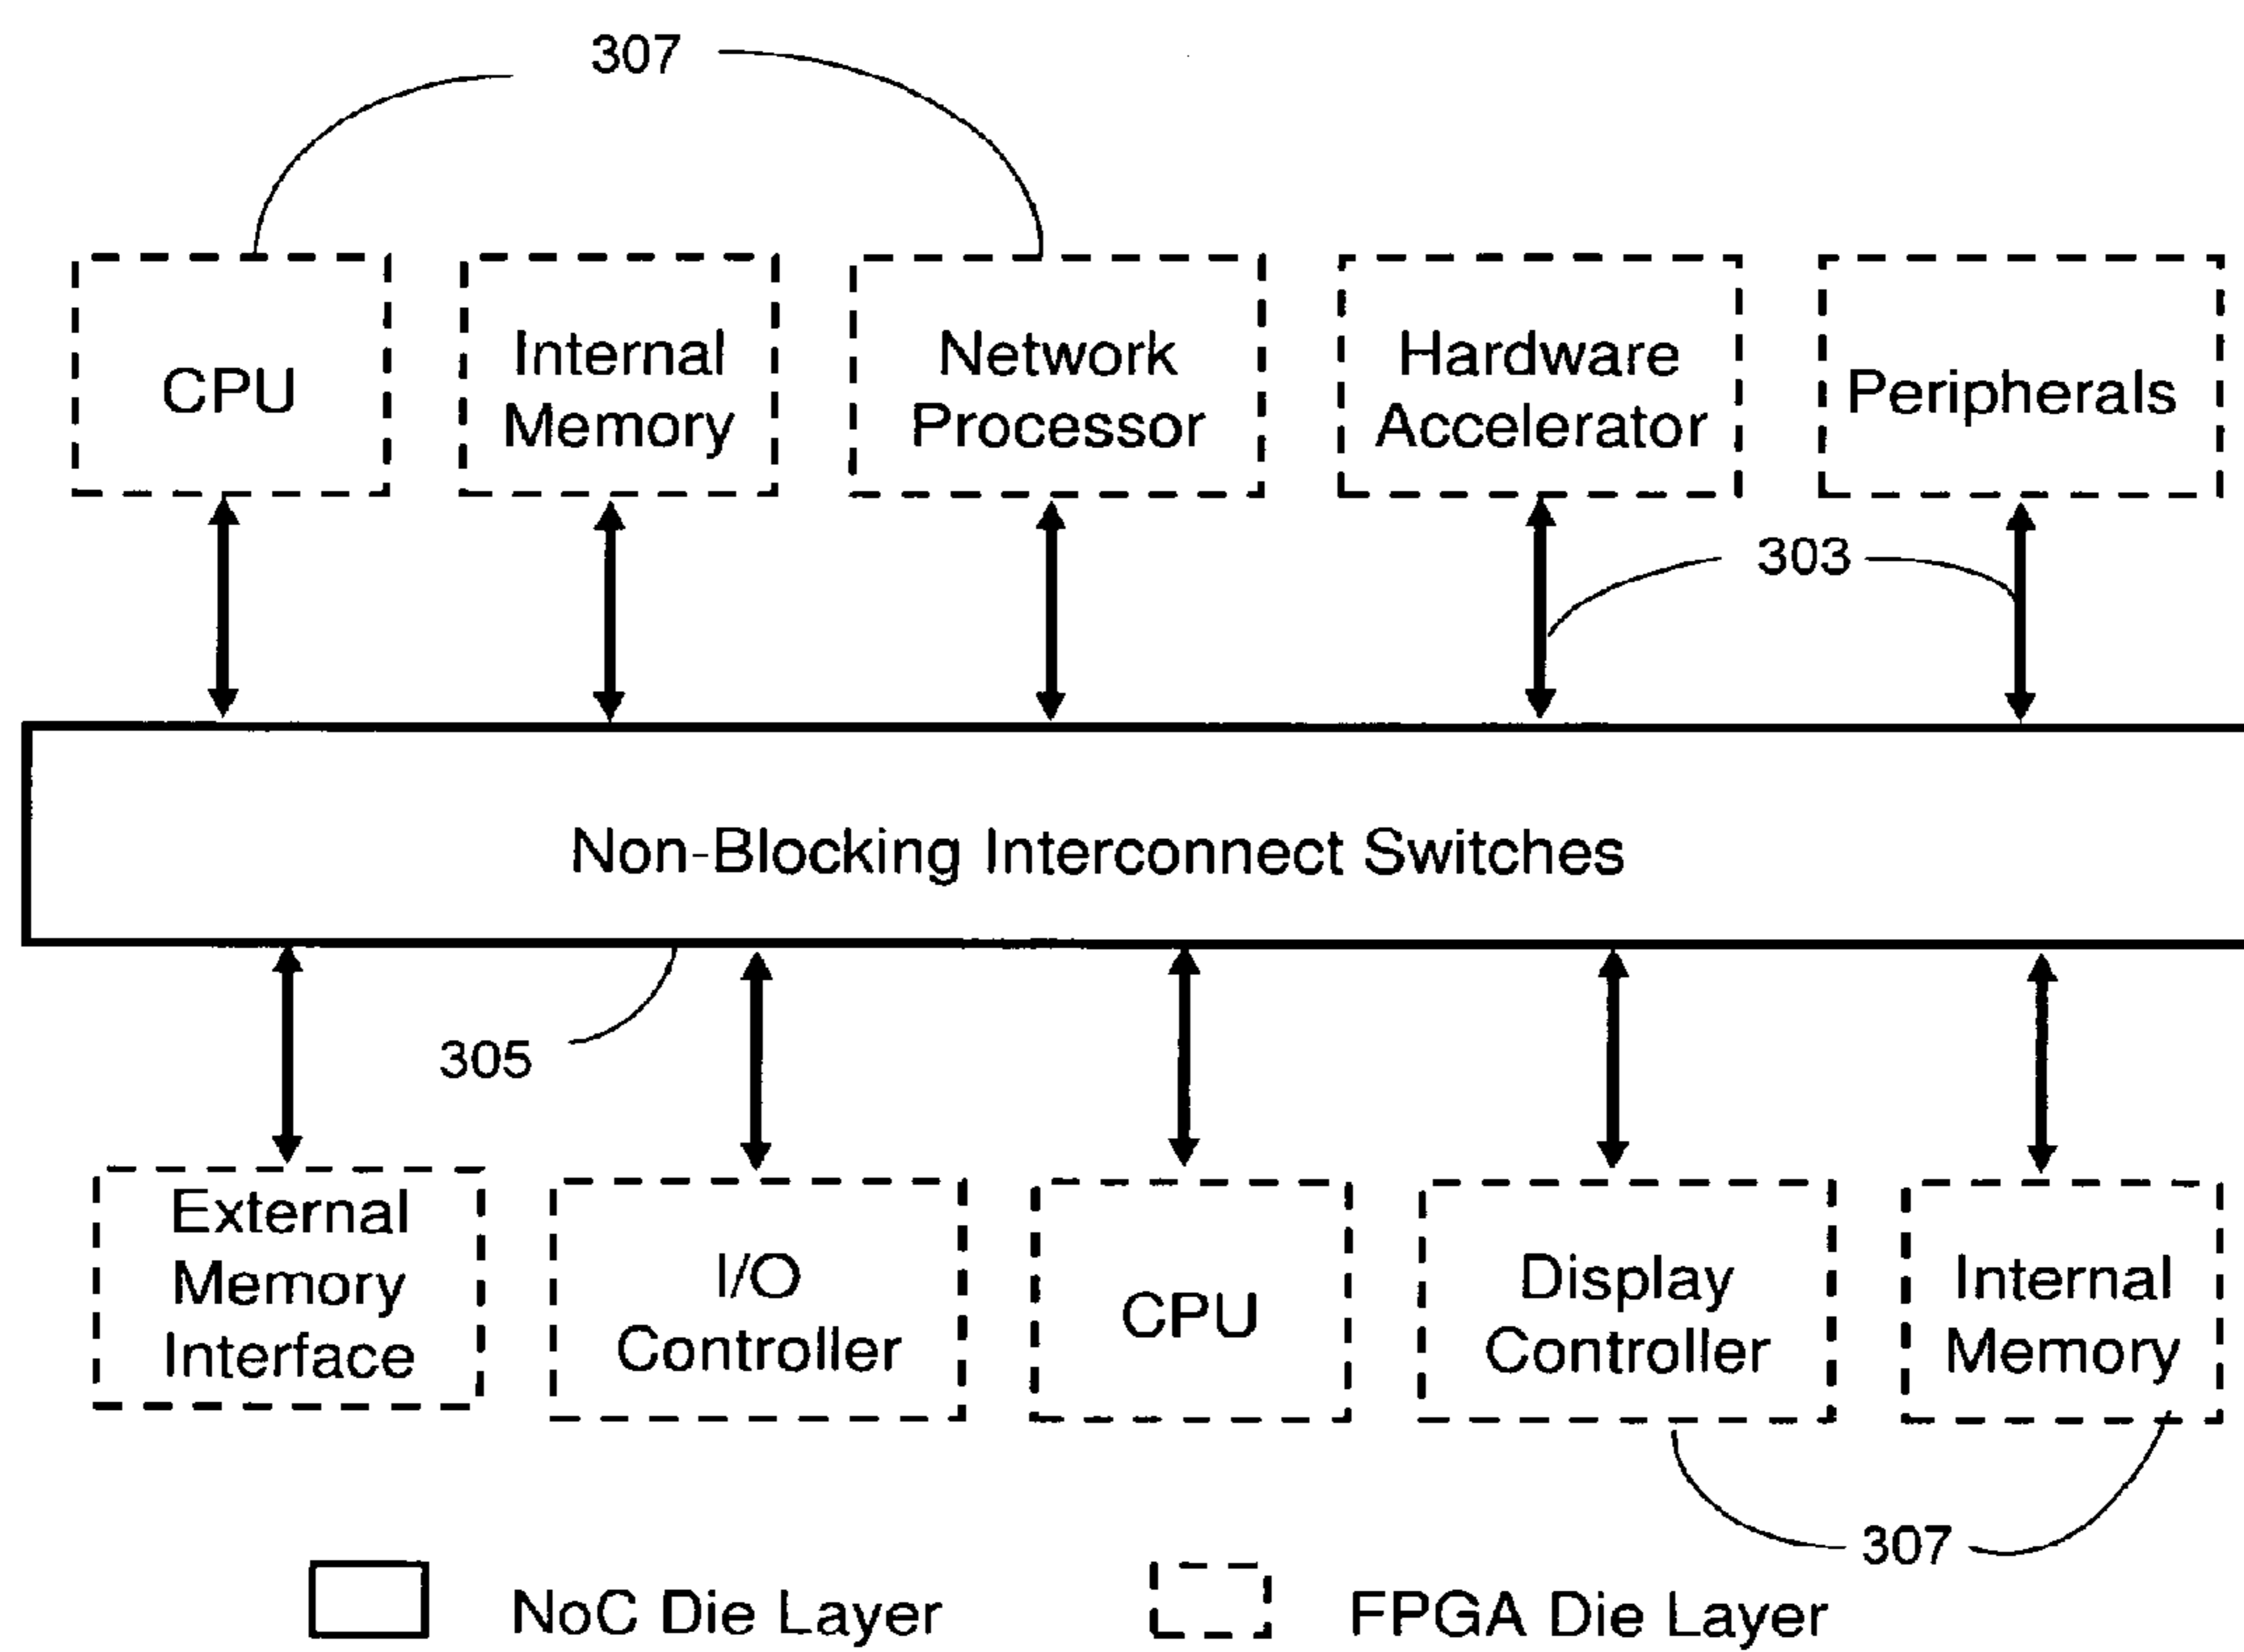 307
CPU
Internal
Memory
Network
Processor
Hardware
Accelerator
Peripherals
303
Non-Blocking Interconnect Switches
305
External
Memory
Interface
I/O
Controller
CPU
Display
Controller
Internal
Memory
307
NoC Die Layer
FPGA Die Layer